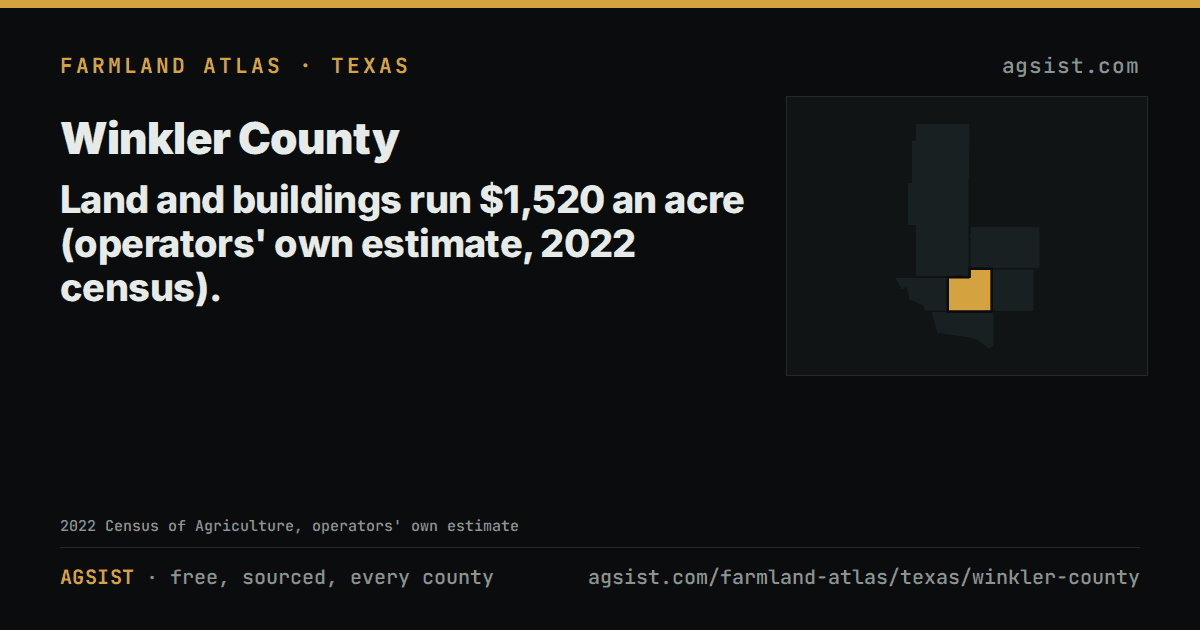 FARMLAND ATLAS · TEXAS
agsist.com
Winkler County
Land and buildings run $1,520 an acre
(operators' own estimate, 2022
census).
2022 Census of Agriculture, operators' own estimate
AGSIST · free, sourced, every county
agsist.com/farmland-atlas/texas/winkler-county